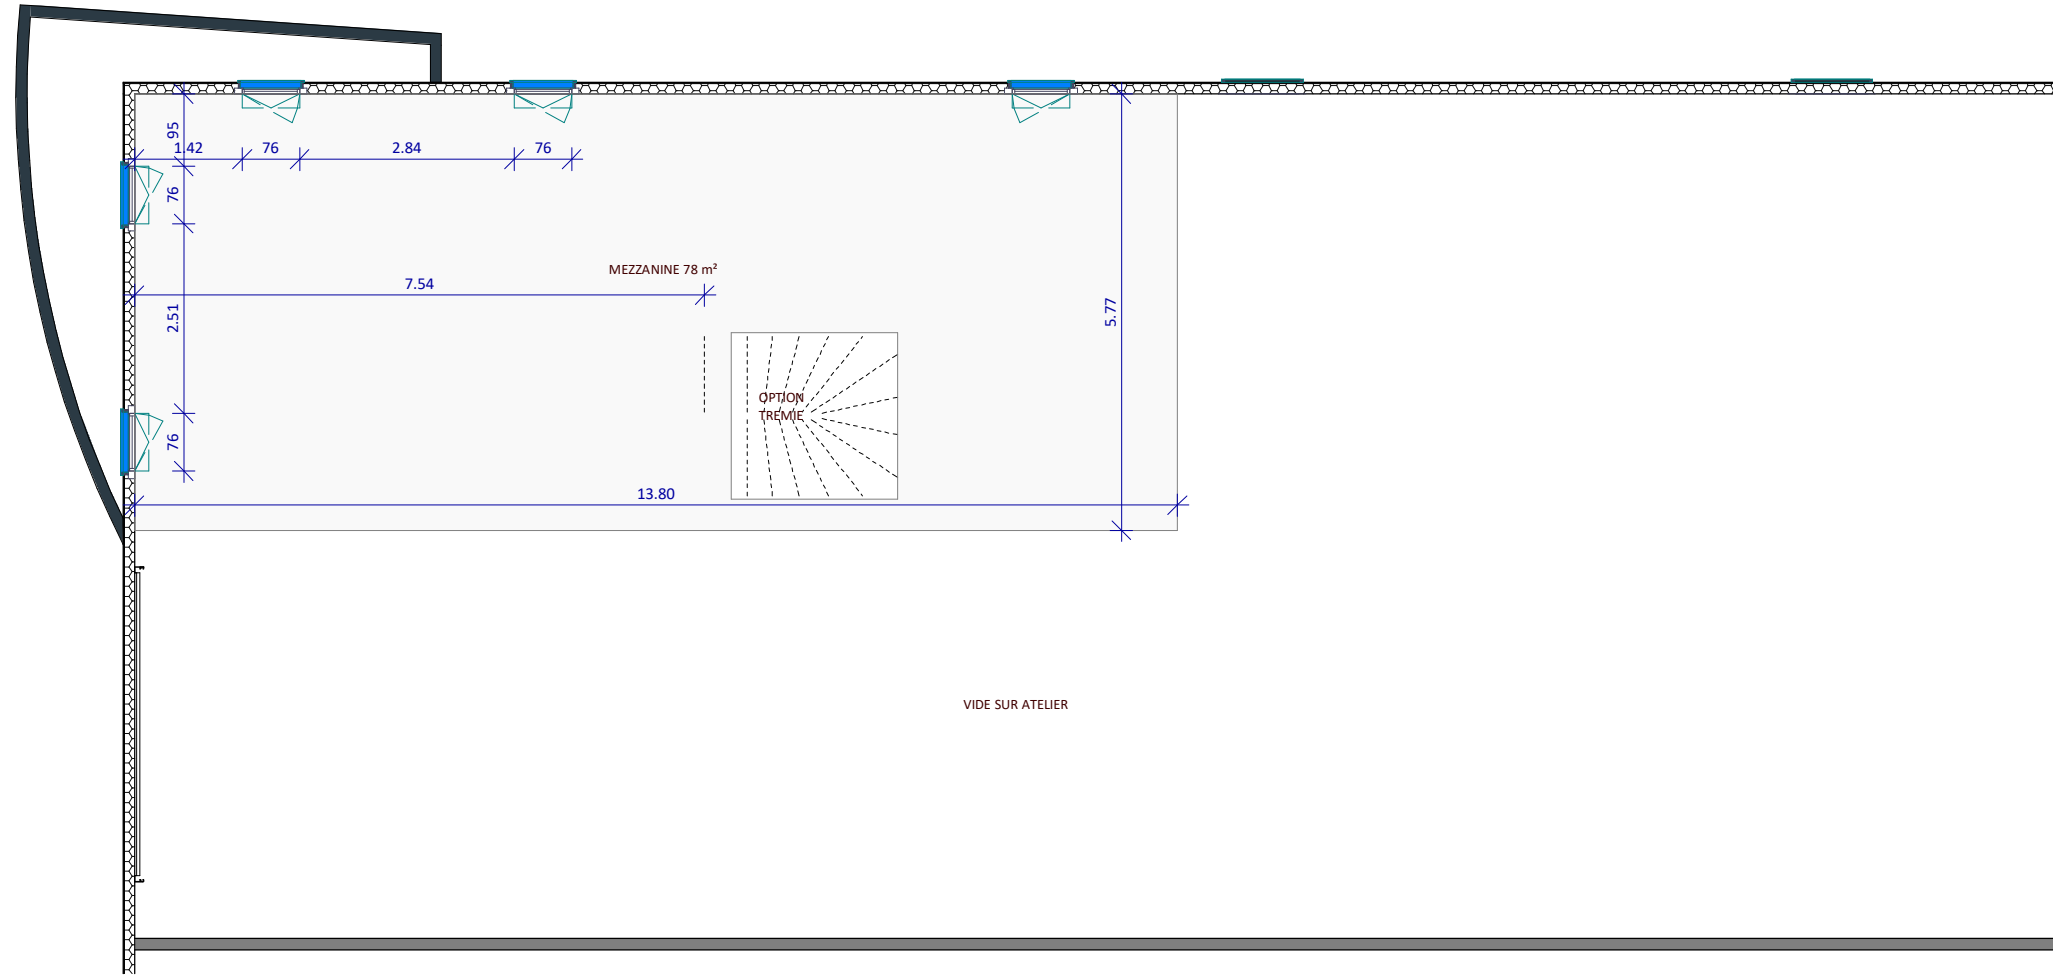 95
1.42
76
2.84
76
76
MEZZANINE 78 m²
7.54
2.51
5.77
OPTION
TREMIE
76
13.80
VIDE SUR ATELIER